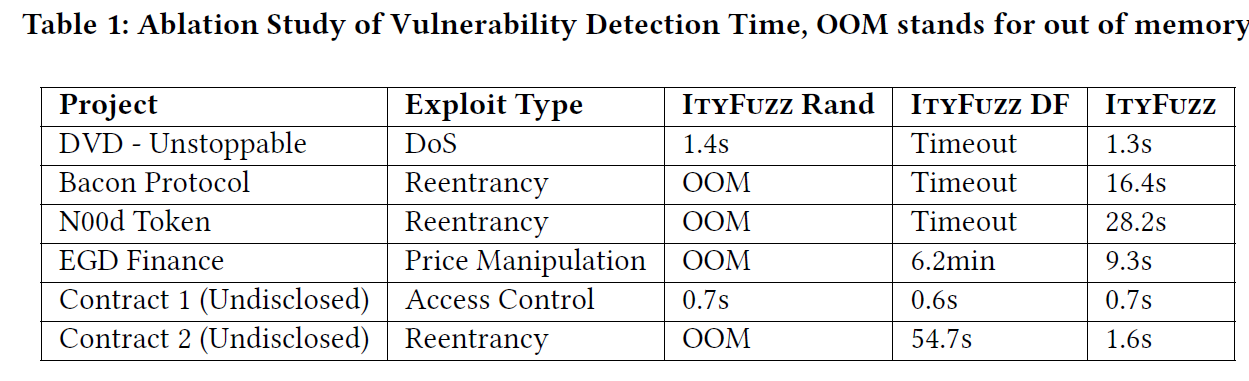 Table 1: Ablation Study of Vulnerability Detection Time, OOM stands for out of memory
Project Exploit Type ItyFuzz Rand ItyFuzz DF ItyFuzz
DVD - Unstoppable DoS 1.4s Timeout 1.3s
Bacon Protocol Reentrancy OOM Timeout 16.4s
N00d Token Reentrancy OOM Timeout 28.2s
EGD Finance Price Manipulation OOM 6.2min 9.3s
Contract 1 (Undisclosed) Access Control 0.7s 0.6s 0.7s
Contract 2 (Undisclosed) Reentrancy OOM 54.7s 1.6s